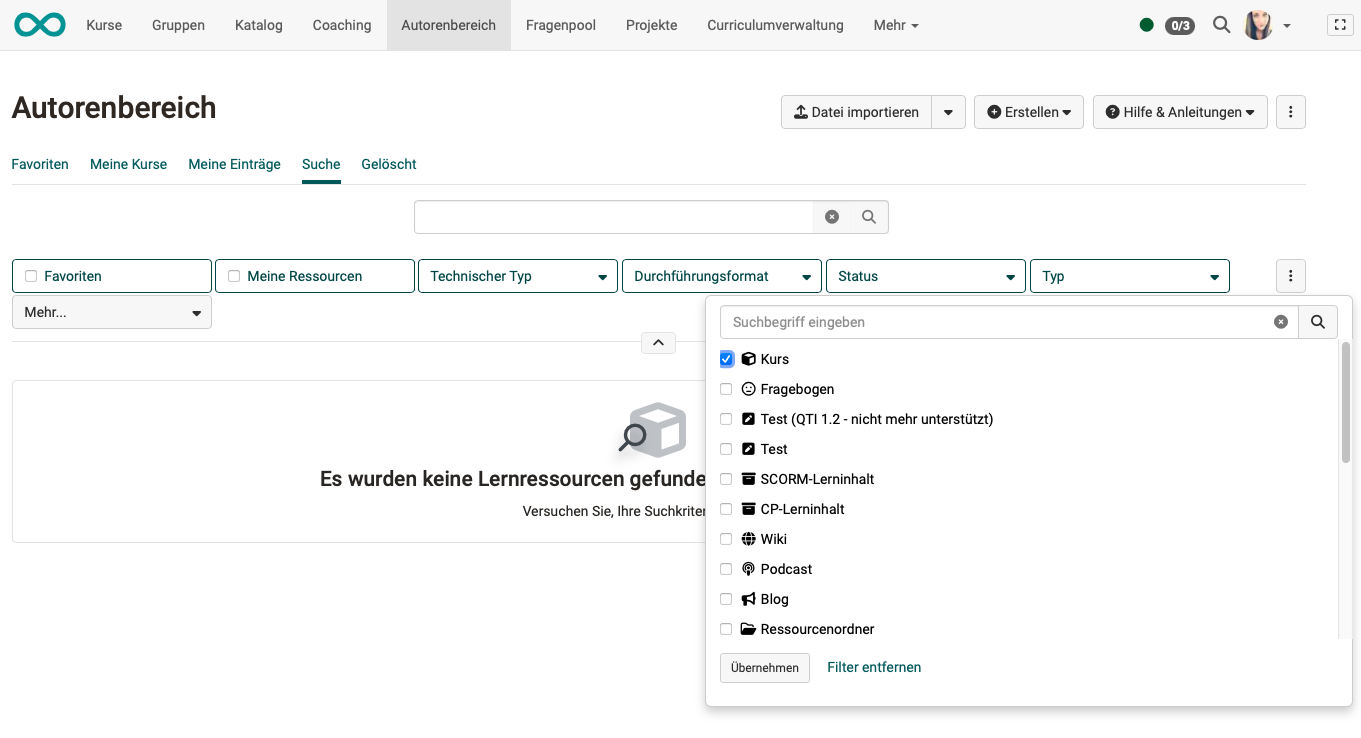 Kurse Gruppen Katalog Coaching Autorenbereich Fragenpool Projekte Curriculumverwaltung Mehr 0/3
Autorenbereich
Datei importieren Erstellen Hilfe & Anleitungen
Favoriten Meine Kurse Meine Einträge Suche Gelöscht
Favoriten Meine Ressourcen Technischer Typ Durchführungsformat Status Typ
Mehr...
Suchbegriff eingeben
Kurs
Fragebogen
Test (QTI 1.2 - nicht mehr unterstützt)
Test
SCORM-Lerninhalt
CP-Lerninhalt
Wiki
Podcast
Blog
Ressourcenordner
Übernehmen Filter entfernen
Es wurden keine Lernressourcen gefunde
Versuchen Sie, Ihre Suchkriter